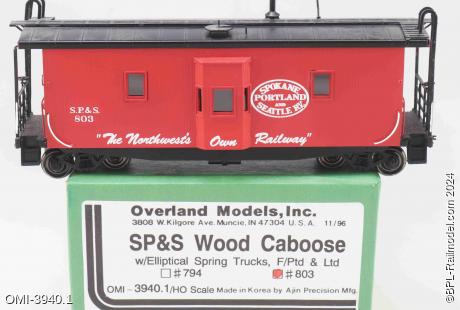 SPOKANE
PORTLAND
AND
SEATTLE RY.
S.P.&S.
803
"The Northwest's Own Railway"
Overland Models, Inc.
3808 W. Kilgore Ave. Muncie, IN 47304 U.S.A. 11/96
SP&S Wood Caboose
w/Elliptical Spring Trucks, F/Ptd & Ltd
#794 #803
OMI-3940.1/HO Scale Made in Korea by Ajin Precision Mfg.
OMI-3940.1
©BPL-Railmodel.com 2024